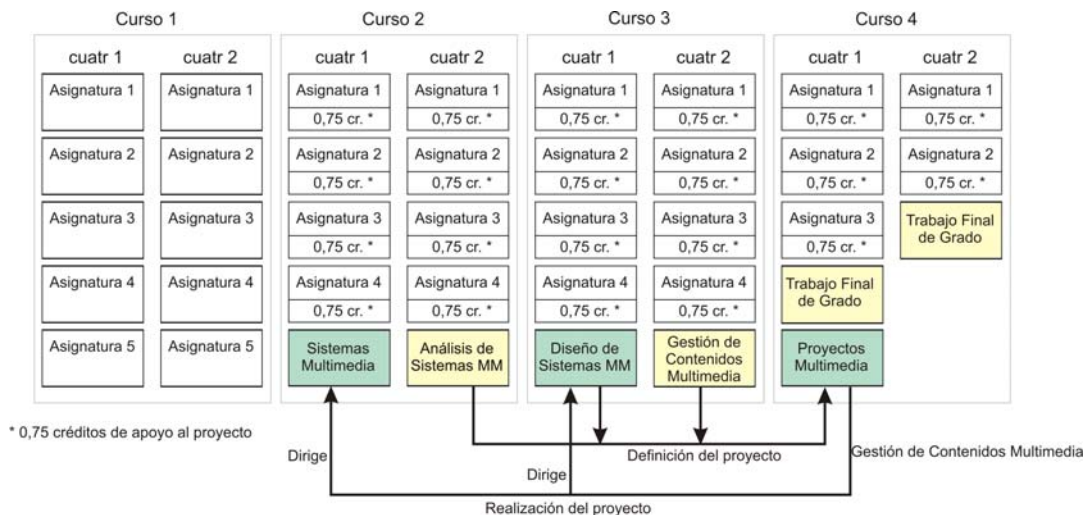 Curso 1
Curso 2
Curso 3
Curso 4
cuatr 1
cuatr 2
cuatr 1
cuatr 2
cuatr 1
cuatr 2
cuatr 1
cuatr 2
Asignatura 1
Asignatura 1
Asignatura 1
Asignatura 1
Asignatura 1
Asignatura 1
Asignatura 1
Asignatura 1
0,75 cr. *
0,75 cr. *
0,75 cr. *
0,75 cr. *
0,75 cr. *
0,75 cr. *
Asignatura 2
Asignatura 2
Asignatura 2
Asignatura 2
Asignatura 2
Asignatura 2
Asignatura 2
Asignatura 2
0,75 cr. *
0,75 cr. *
0,75 cr. *
0,75 cr. *
0,75 cr. *
0,75 cr. *
Asignatura 3
Asignatura 3
Asignatura 3
Asignatura 3
Asignatura 3
Asignatura 3
Asignatura 3
Trabajo Final
de Grado
0,75 cr. *
0,75 cr. *
0,75 cr. *
0,75 cr. *
0,75 cr. *
Asignatura 4
Asignatura 4
Asignatura 4
Asignatura 4
Asignatura 4
Asignatura 4
Trabajo Final
de Grado
0,75 cr. *
0,75 cr. *
0,75 cr. *
0,75 cr. *
Asignatura 5
Asignatura 5
Sistemas
Multimedia
Análisis de
Sistemas MM
Diseño de
Sistemas MM
Gestión de
Contenidos
Multimedia
Proyectos
Multimedia
* 0,75 créditos de apoyo al proyecto
Dirige
Definición del proyecto
Gestión de Contenidos Multimedia
Dirige
Realización del proyecto